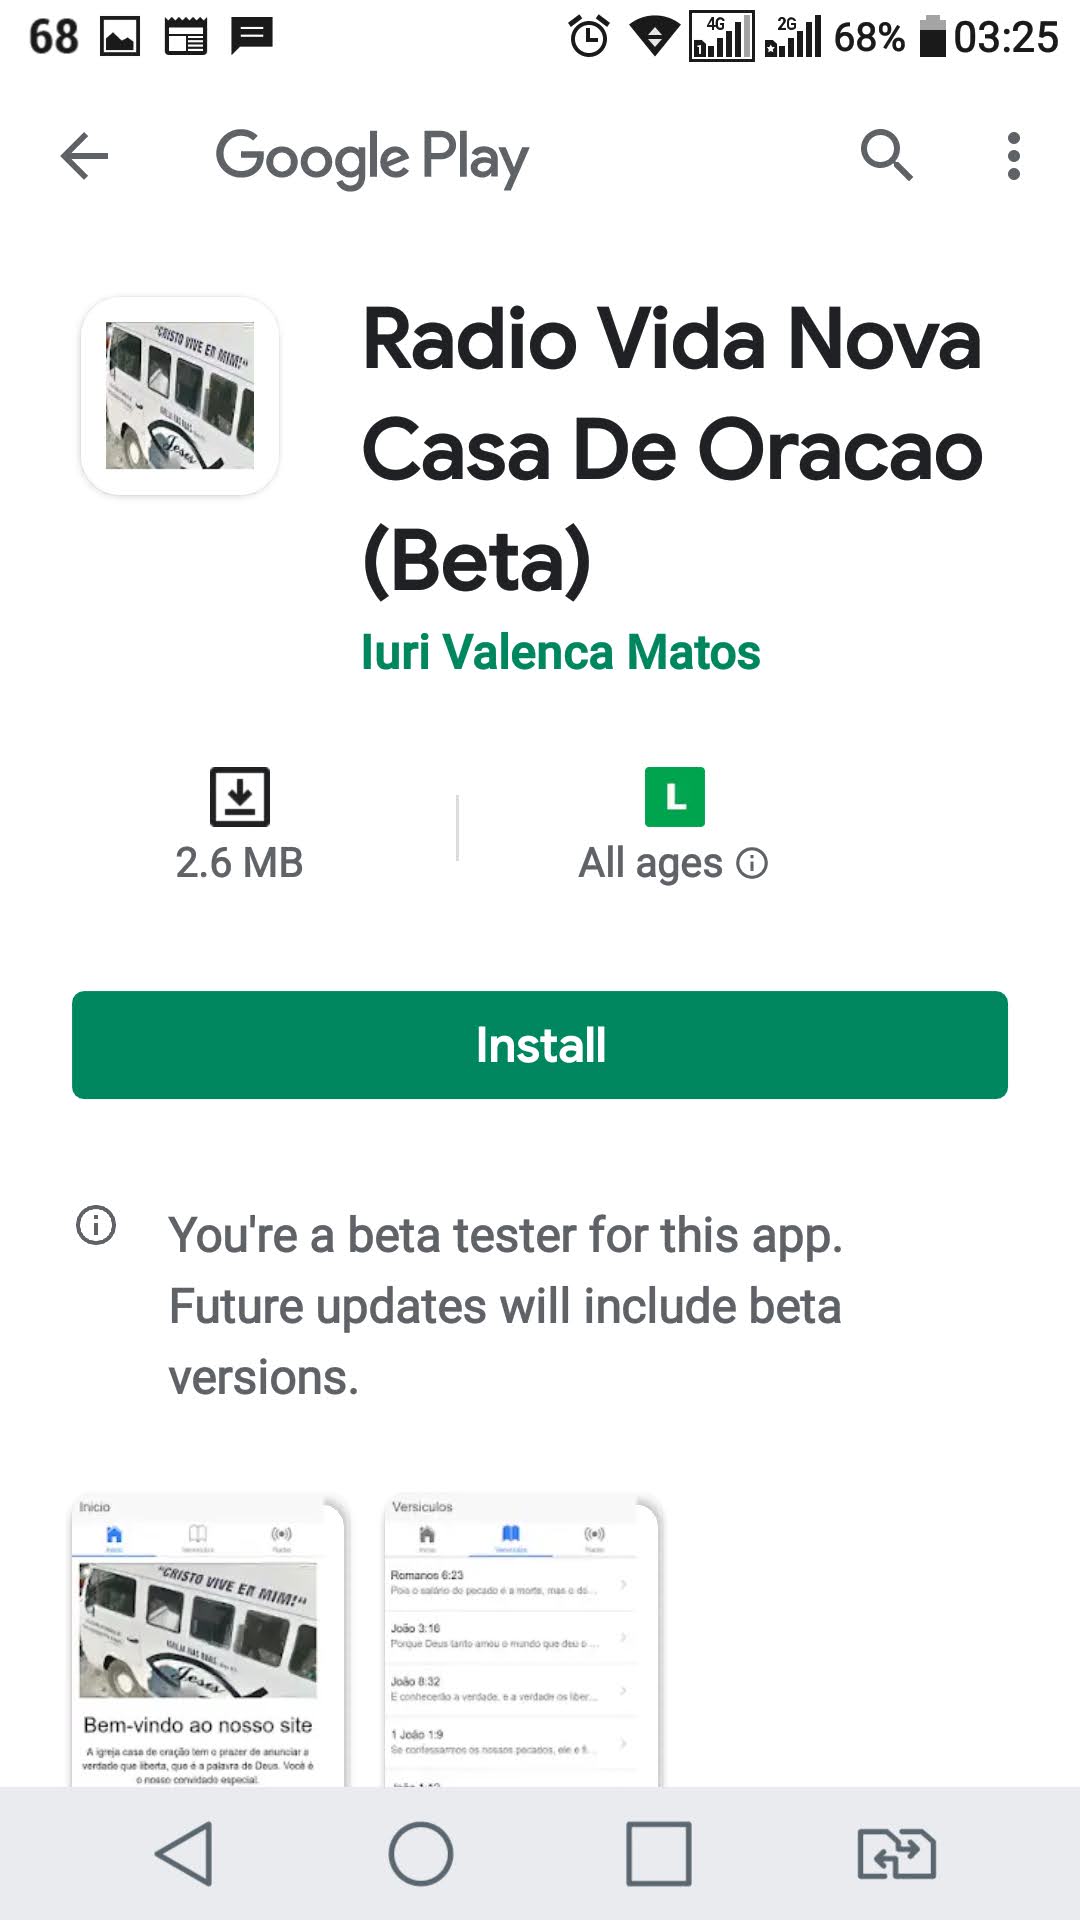 68
4G
1
2G
68%
03:25
Google Play
"CRISTO VIVE EM MIM!"
Jesus
Radio Vida Nova
Casa De Oracao
(Beta)
Iuri Valenca Matos
2.6 MB
L
All ages
Install
You're a beta tester for this app.
Future updates will include beta
versions.
Inicio
Inicio
Versiculos
Radio
"CRISTO VIVE EM MIM!"
Jesus
Bem-vindo ao nosso site
A igreja casa de oração tem o prazer de anunciar a
verdade que liberta, que é a palavra de Deus. Você é
o nosso convidado especial.
Versiculos
Inicio
Versiculos
Radio
Romanos 6:23
Pois o salário do pecado é a morte, mas o do...
João 3:16
Porque Deus tanto amou o mundo que deu o ...
João 8:32
E conhecerão a verdade, e a verdade os liber...
1 João 1:9
Se confessarmos os nossos pecados, ele é fi...
João 1:12